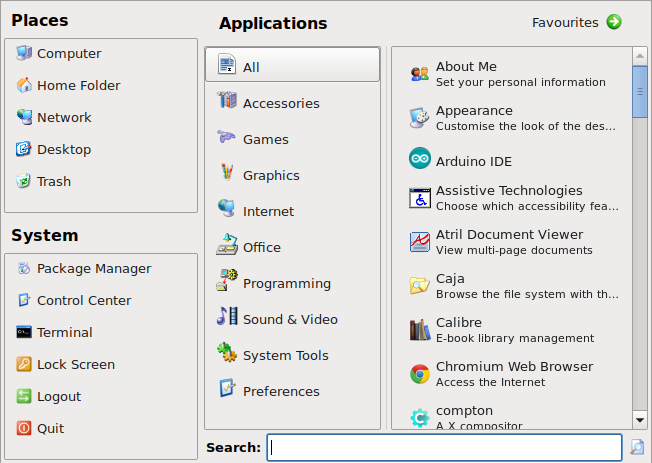 Places
Computer
Home Folder
Network
Desktop
Trash
System
Package Manager
Control Center
Terminal
Lock Screen
Logout
Quit
Applications
Favourites
All
Accessories
Games
Graphics
Internet
Office
Programming
Sound & Video
System Tools
Preferences
About Me
Set your personal information
Appearance
Customise the look of the des...
Arduino IDE
Assistive Technologies
Choose which accessibility fea...
Atril Document Viewer
View multi-page documents
Caja
Browse the file system with th...
Calibre
E-book library management
Chromium Web Browser
Access the Internet
compton
A X compositor
Search: